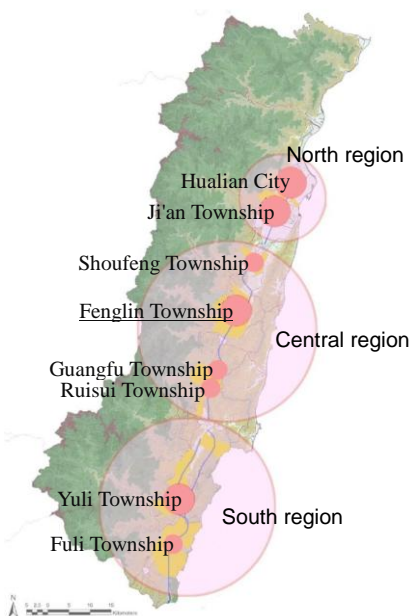 North region
Hualian City
Ji'an Township
Shoufeng Township
Fenglin Township
Central region
Guangfu Township
Ruisui Township
Yuli Township
South region
Fuli Township